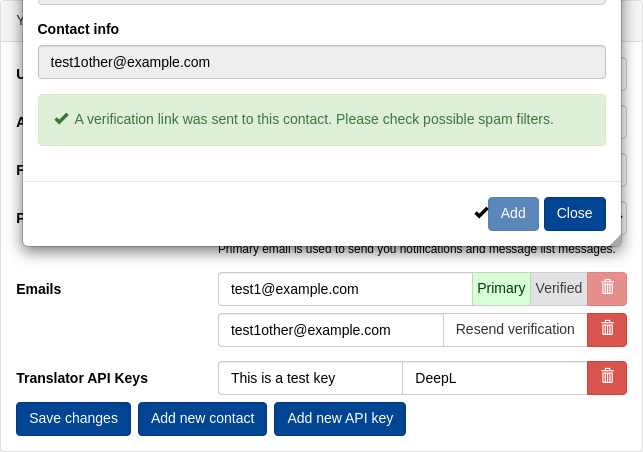 Contact info
test1other@example.com
A verification link was sent to this contact. Please check possible spam filters.
Add Close
Primary email is used to send you notifications and message list messages.
Emails test1@example.com Primary Verified
test1other@example.com Resend verification
Translator API Keys This is a test key DeepL
Save changes Add new contact Add new API key